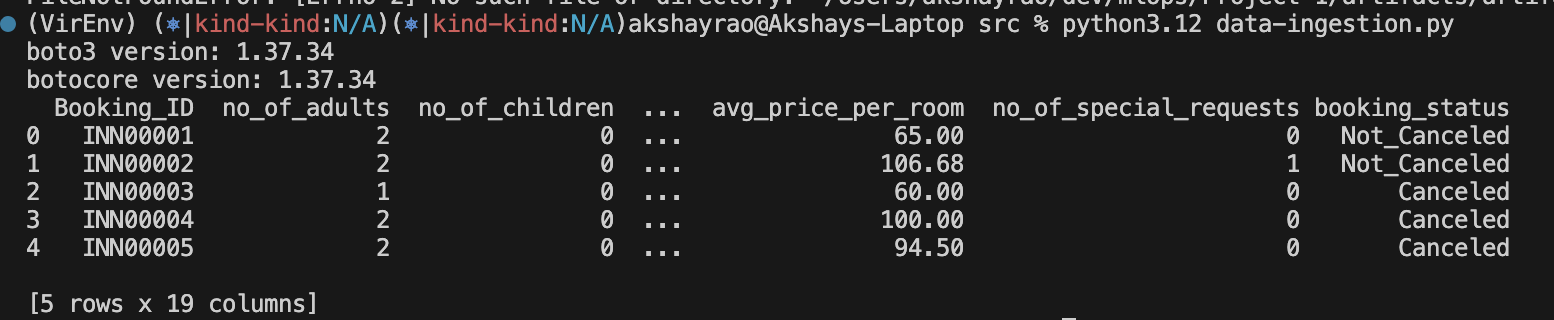 (VirEnv) (⎈|kind-kind:N/A)(⎈|kind-kind:N/A)akshayrao@Akshays-Laptop src % python3.12 data-ingestion.py
boto3 version: 1.37.34
botocore version: 1.37.34
  Booking_ID  no_of_adults  no_of_children  ...  avg_price_per_room  no_of_special_requests booking_status
0   INN00001             2               0  ...               65.00                       0   Not_Canceled
1   INN00002             2               0  ...              106.68                       1   Not_Canceled
2   INN00003             1               0  ...               60.00                       0       Canceled
3   INN00004             2               0  ...              100.00                       0       Canceled
4   INN00005             2               0  ...               94.50                       0       Canceled
[5 rows x 19 columns]